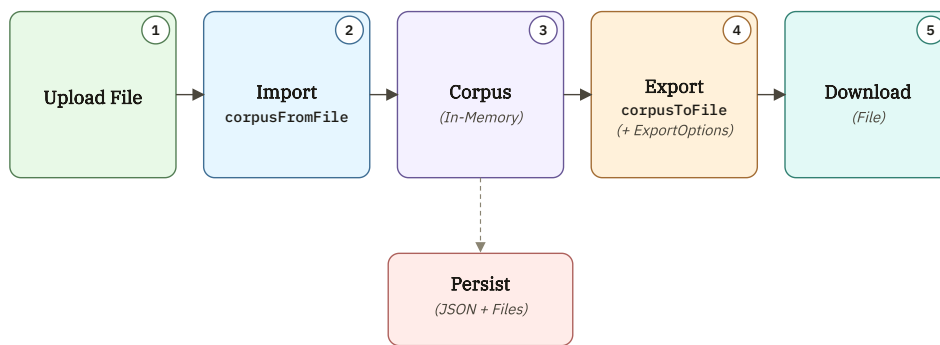 1
Upload File
2
Import
corpusFromFile
3
Corpus
(In-Memory)
4
Export
corpusToFile
(+ ExportOptions)
5
Download
(File)
Persist
(JSON + Files)